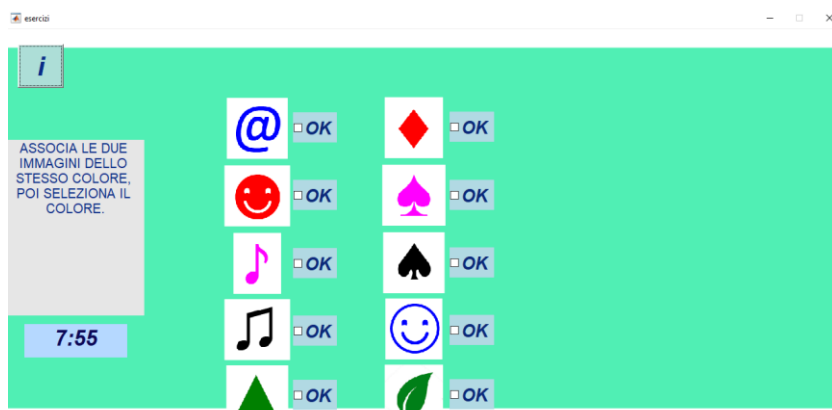 esercizi
i
ASSOCIA LE DUE
IMMAGINI DELLO
STESSO COLORE,
POI SELEZIONA IL
COLORE.
7:55
@ OK OK
OK OK
OK OK
OK OK
OK OK